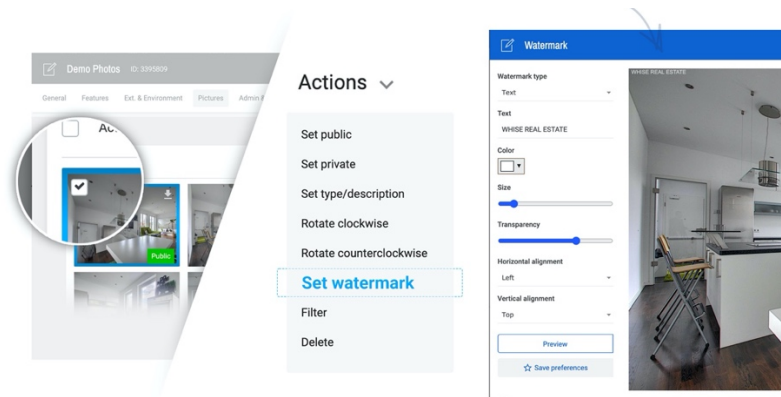 Demo Photos ID: 3395809
General Features Ext. & Environment Pictures Admin
Ac
Public
Actions
Set public
Set private
Set type/description
Rotate clockwise
Rotate counterclockwise
Set watermark
Filter
Delete
Watermark
Watermark type
Text
Text
WHISE REAL ESTATE
Color
Size
Transparency
Horizontal alignment
Left
Vertical alignment
Top
Preview
Save preferences
WHISE REAL ESTATE